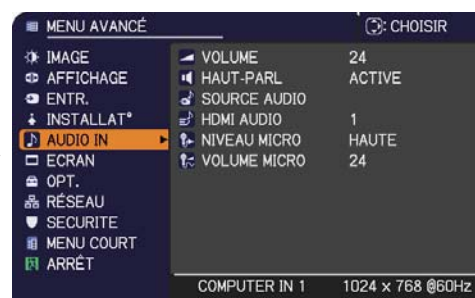 MENU AVANCÉ : CHOISIR
IMAGE
AFFICHAGE
ENTR.
INSTALLAT°
AUDIO IN
ECRAN
OPT.
RÉSEAU
SECURITE
MENU COURT
ARRÊT
VOLUME 24
HAUT-PARL ACTIVE
SOURCE AUDIO
HDMI AUDIO 1
NIVEAU MICRO HAUTE
VOLUME MICRO 24
COMPUTER IN 1 1024 x 768 @60Hz